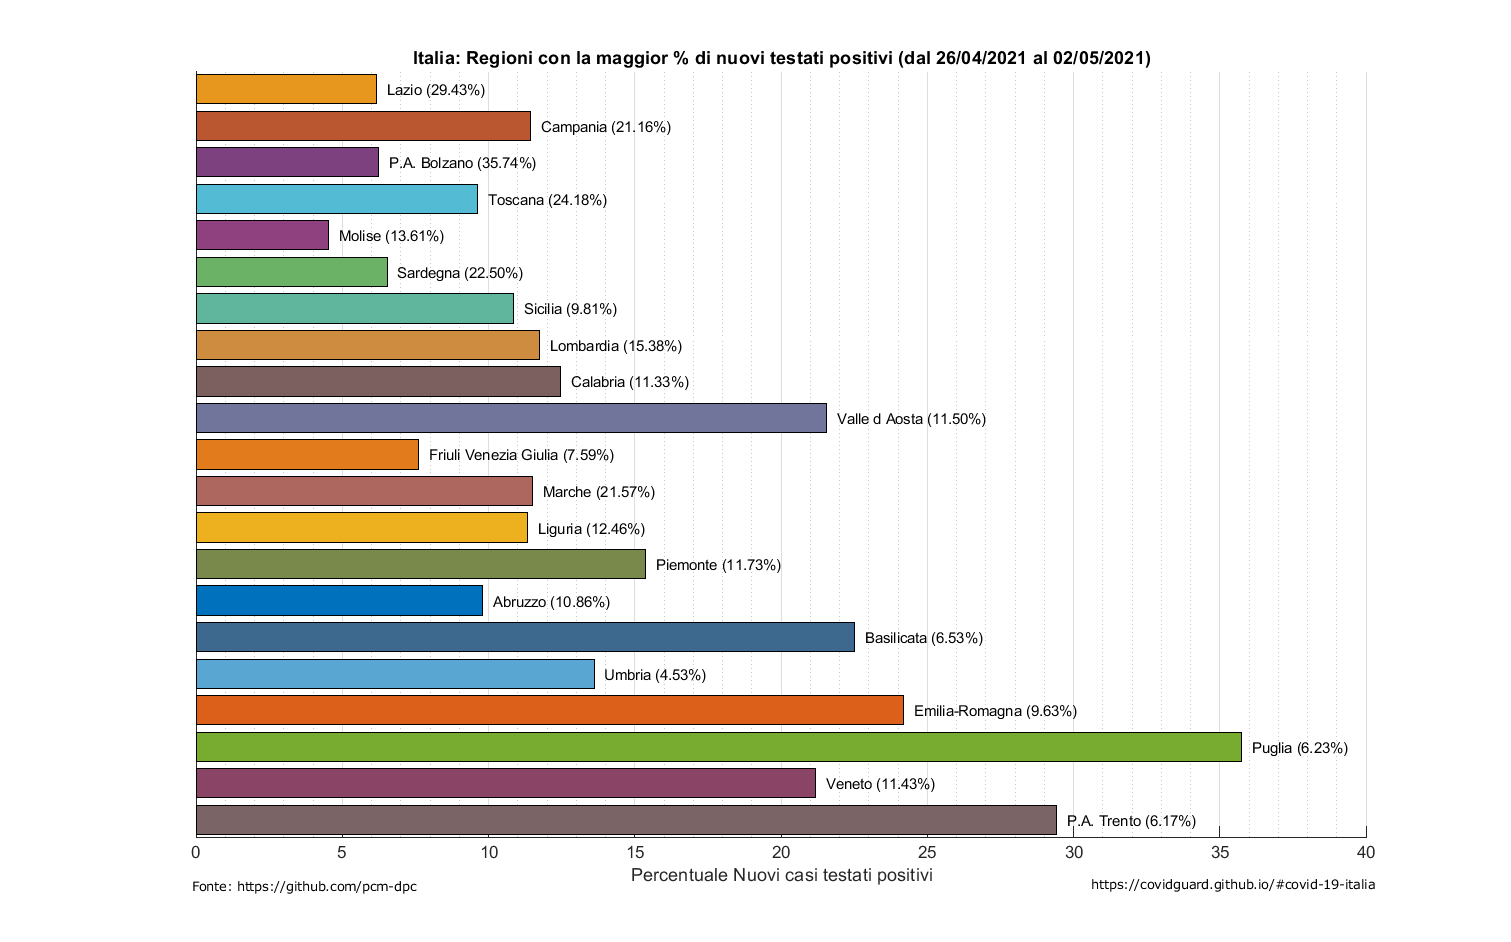 Italia: Regioni con la maggior % di nuovi testati positivi (dal 26/04/2021 al 02/05/2021)
Lazio (29.43%)
Campania (21.16%)
P.A. Bolzano (35.74%)
Toscana (24.18%)
Molise (13.61%)
Sardegna (22.50%)
Sicilia (9.81%)
Lombardia (15.38%)
Calabria (11.33%)
Valle d Aosta (11.50%)
Friuli Venezia Giulia (7.59%)
Marche (21.57%)
Liguria (12.46%)
Piemonte (11.73%)
Abruzzo (10.86%)
Basilicata (6.53%)
Umbria (4.53%)
Emilia-Romagna (9.63%)
Puglia (6.23%)
Veneto (11.43%)
P.A. Trento (6.17%)
0 5 10 15 20 25 30 35 40
Percentuale Nuovi casi testati positivi
Fonte: https://github.com/pcm-dpc
https://covidguard.github.io/#covid-19-italia